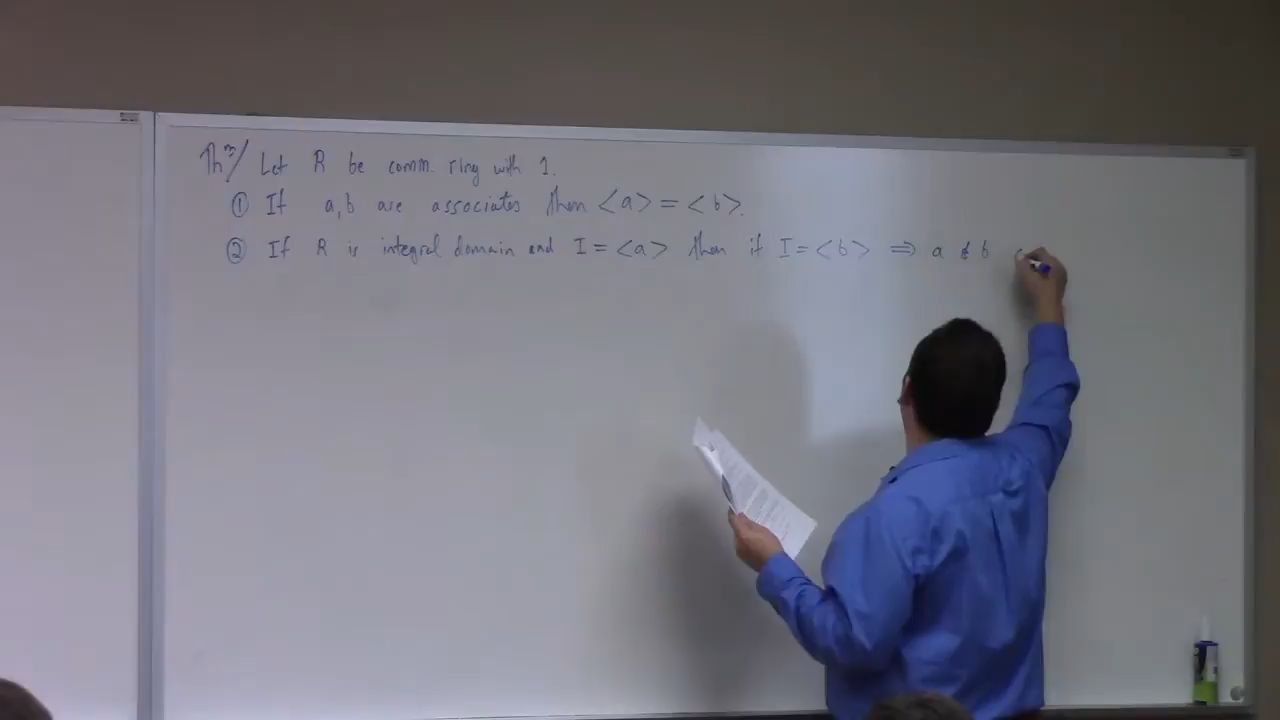 Thm/ Let R be comm. ring with 1.
① If a,b are associates then <a> = <b>.
② If R is integral domain and I = <a> then if I = <b> ⇒ a & b